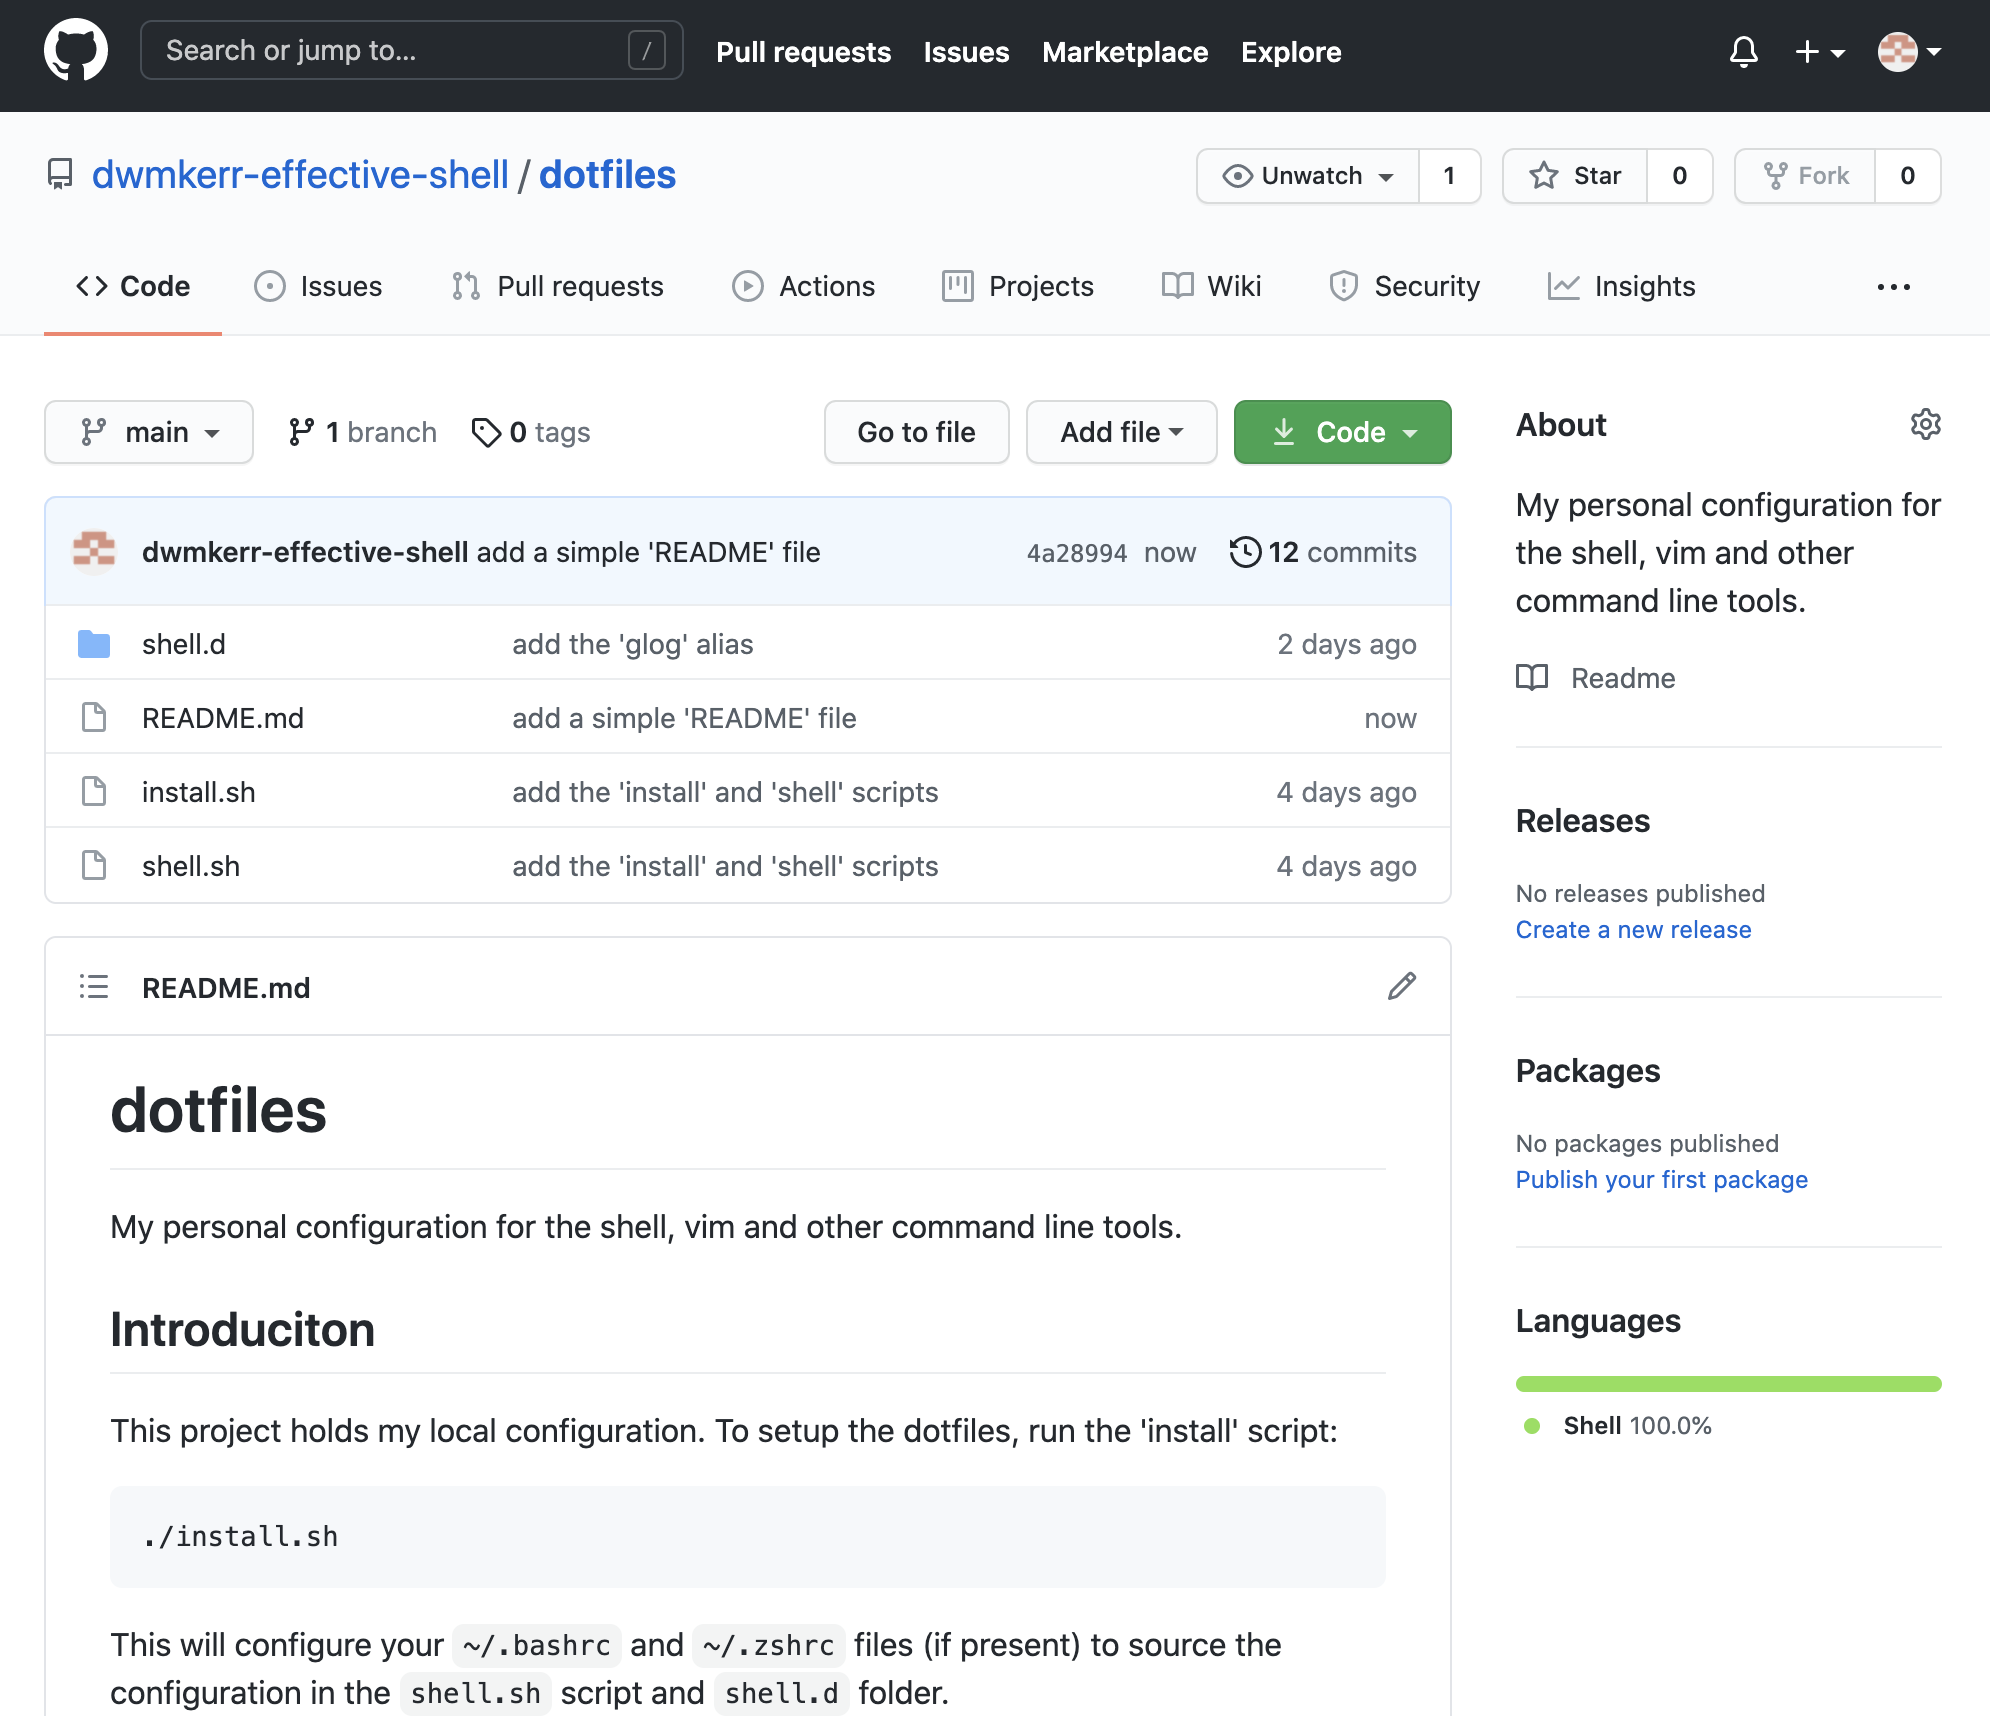 Search or jump to... /
Pull requests Issues Marketplace Explore
dwmkerr-effective-shell / dotfiles
Unwatch 1 Star 0 Fork 0
Code Issues Pull requests Actions Projects Wiki Security Insights
main 1 branch 0 tags Go to file Add file Code
dwmkerr-effective-shell add a simple 'README' file 4a28994 now 12 commits
shell.d add the 'glog' alias 2 days ago
README.md add a simple 'README' file now
install.sh add the 'install' and 'shell' scripts 4 days ago
shell.sh add the 'install' and 'shell' scripts 4 days ago
README.md
dotfiles
My personal configuration for the shell, vim and other command line tools.
Introduciton
This project holds my local configuration. To setup the dotfiles, run the 'install' script:
./install.sh
This will configure your ~/.bashrc and ~/.zshrc files (if present) to source the
configuration in the shell.sh script and shell.d folder.
About
My personal configuration for
the shell, vim and other
command line tools.
Readme
Releases
No releases published
Create a new release
Packages
No packages published
Publish your first package
Languages
Shell 100.0%